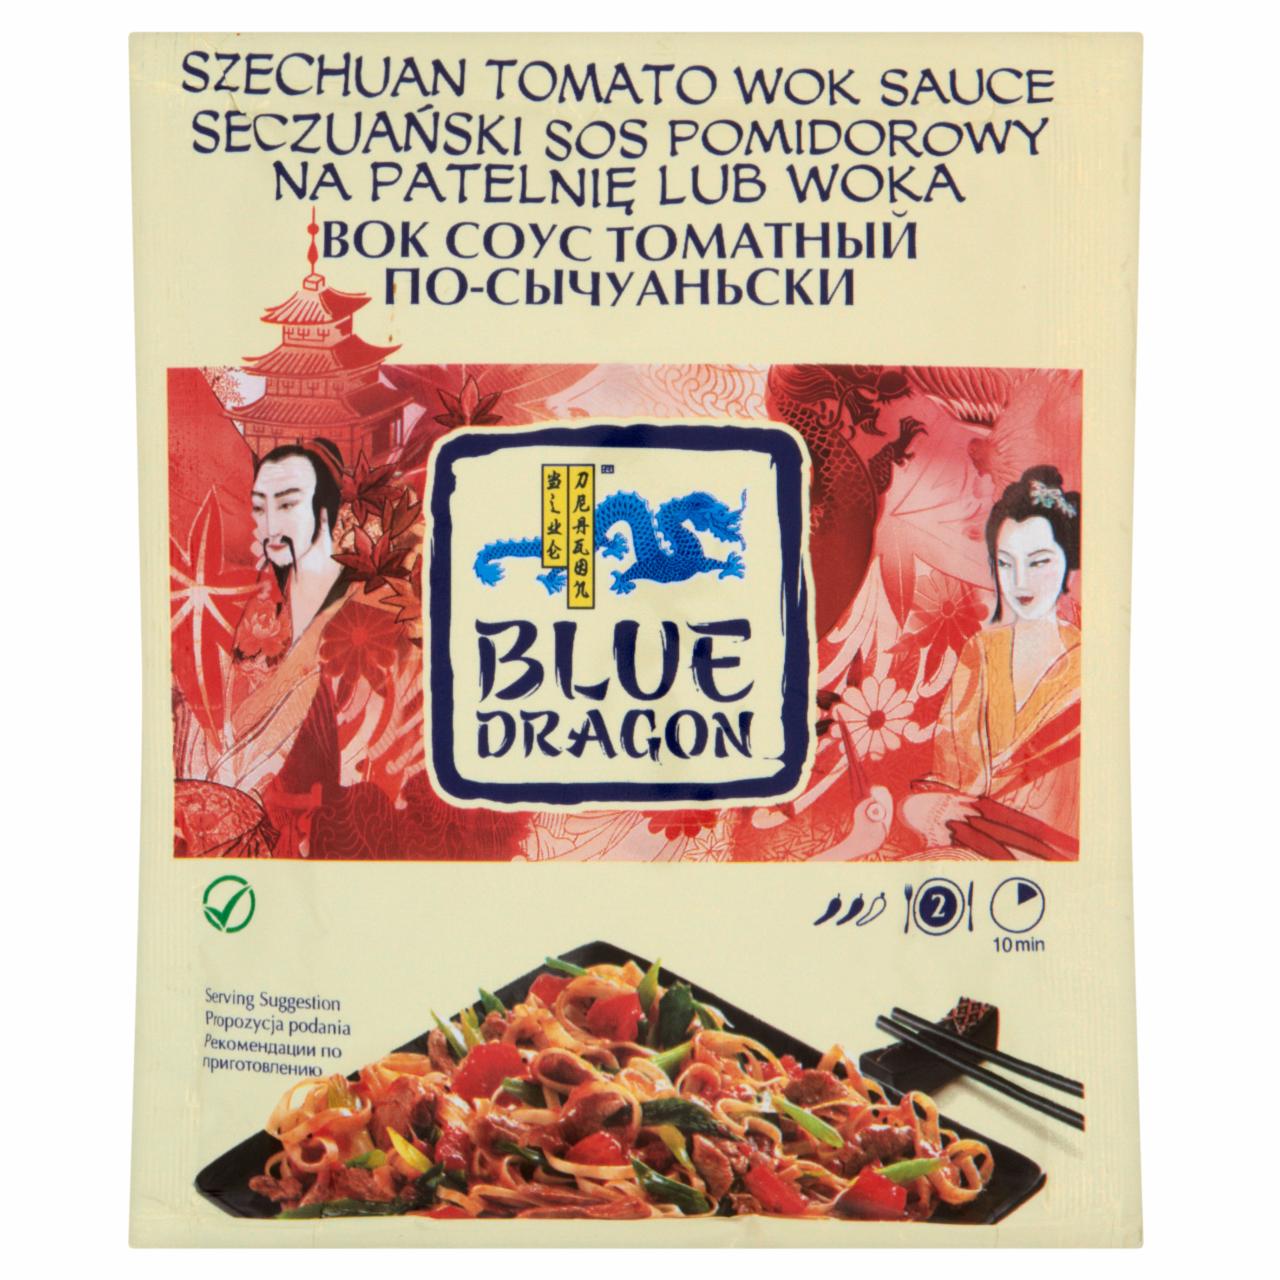 SZECHUAN TOMATO WOK SAUCE
SECZUAŃSKI SOS POMIDOROWY
NA PATELNIĘ LUB WOKA
ВОК СОУС ТОМАТНЫЙ
ПО-СЫЧУАНЬСКИ
BLUE
DRAGON
2
10 min
Serving Suggestion
Propozycja podania
Рекомендации по
приготовлению